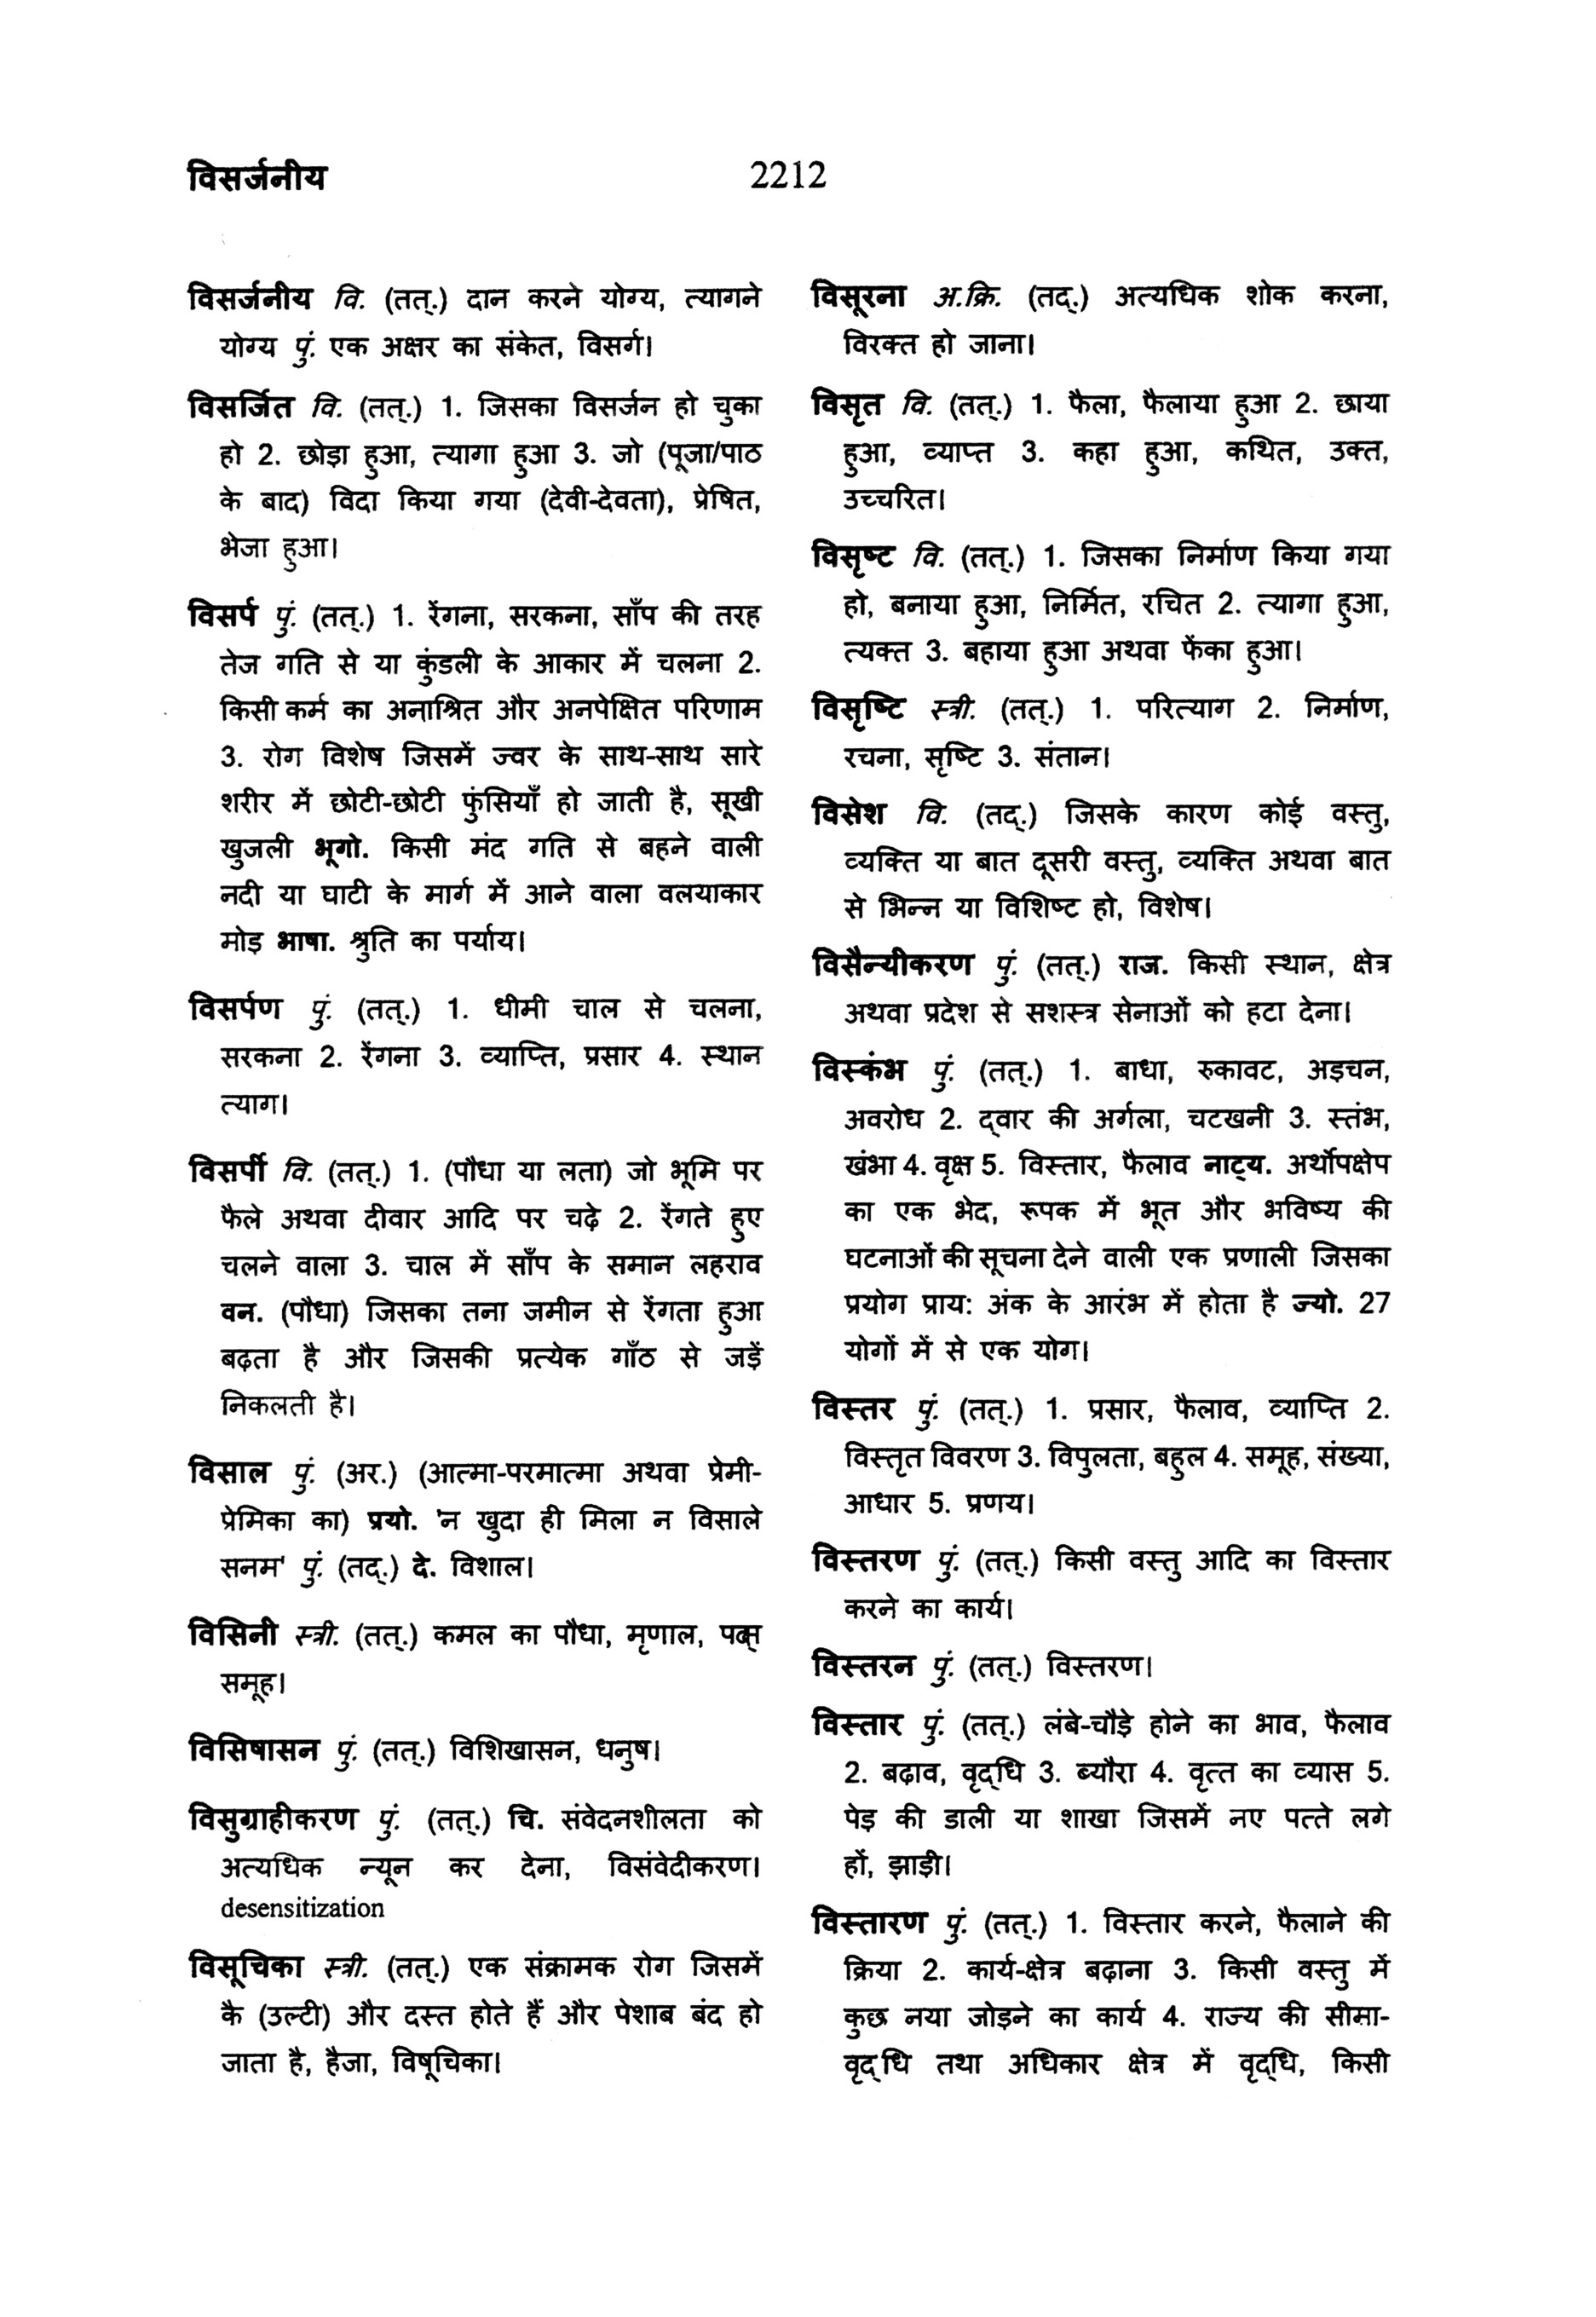 विसर्जनीय
2212
विसर्जनीय वि. (तत्.) दान करने योग्य, त्यागने
योग्य पुं. एक अक्षर का संकेत, विसर्ग।
विसर्जित वि. (तत्.) 1. जिसका विसर्जन हो चुका
हो 2. छोड़ा हुआ, त्यागा हुआ 3. जो (पूजा/पाठ
के बाद) विदा किया गया (देवी-देवता), प्रेषित,
भेजा हुआ।
विसर्प पुं. (तत्.) 1. रेंगना, सरकना, साँप की तरह
तेज गति से या कुंडली के आकार में चलना 2.
किसी कर्म का अनाश्रित और अनपेक्षित परिणाम
3. रोग विशेष जिसमें ज्वर के साथ-साथ सारे
शरीर में छोटी-छोटी फुंसियाँ हो जाती है, सूखी
खुजली भूगो. किसी मंद गति से बहने वाली
नदी या घाटी के मार्ग में आने वाला वलयाकार
मोड़ भाषा. श्रुति का पर्याय।
विसर्पण पुं. (तत्.) 1. धीमी चाल से चलना,
सरकना 2. रेंगना 3. व्याप्ति, प्रसार 4. स्थान
त्याग।
विसर्पी वि. (तत्.) 1. (पौधा या लता) जो भूमि पर
फैले अथवा दीवार आदि पर चढ़े 2. रेंगते हुए
चलने वाला 3. चाल में साँप के समान लहराव
वन. (पौधा) जिसका तना जमीन से रेंगता हुआ
बढ़ता है और जिसकी प्रत्येक गाँठ से जड़ें
निकलती है।
विसाल पुं. (अर.) (आत्मा-परमात्मा अथवा प्रेमी-
प्रेमिका का) प्रयो. 'न खुदा ही मिला न विसाले
सनम' पुं. (तद्.) दे. विशाल।
विसिनी स्त्री. (तत्.) कमल का पौधा, मृणाल, पद्म
समूह।
विसिषासन पुं. (तत्.) विशिखासन, धनुष।
विसुग्राहीकरण पुं. (तत्.) चि. संवेदनशीलता को
अत्यधिक न्यून कर देना, विसंवेदीकरण।
desensitization
विसूचिका स्त्री. (तत्.) एक संक्रामक रोग जिसमें
कै (उल्टी) और दस्त होते हैं और पेशाब बंद हो
जाता है, हैजा, विषूचिका।
विसूरना अ.क्रि. (तद्.) अत्यधिक शोक करना,
विरक्त हो जाना।
विसृत वि. (तत्.) 1. फैला, फैलाया हुआ 2. छाया
हुआ, व्याप्त 3. कहा हुआ, कथित, उक्त,
उच्चरित।
विसृष्ट वि. (तत्.) 1. जिसका निर्माण किया गया
हो, बनाया हुआ, निर्मित, रचित 2. त्यागा हुआ,
त्यक्त 3. बहाया हुआ अथवा फेंका हुआ।
विसृष्टि स्त्री. (तत्.) 1. परित्याग 2. निर्माण,
रचना, सृष्टि 3. संतान।
विसेश वि. (तद्.) जिसके कारण कोई वस्तु,
व्यक्ति या बात दूसरी वस्तु, व्यक्ति अथवा बात
से भिन्न या विशिष्ट हो, विशेष।
विसैन्यीकरण पुं. (तत्.) राज. किसी स्थान, क्षेत्र
अथवा प्रदेश से सशस्त्र सेनाओं को हटा देना।
विस्कंभ पुं. (तत्.) 1. बाधा, रुकावट, अड़चन,
अवरोध 2. द्वार की अर्गला, चटखनी 3. स्तंभ,
खंभा 4. वृक्ष 5. विस्तार, फैलाव नाट्य. अर्थोपक्षेप
का एक भेद, रूपक में भूत और भविष्य की
घटनाओं की सूचना देने वाली एक प्रणाली जिसका
प्रयोग प्राय: अंक के आरंभ में होता है ज्यो. 27
योगों में से एक योग।
विस्तर पुं. (तत्.) 1. प्रसार, फैलाव, व्याप्ति 2.
विस्तृत विवरण 3. विपुलता, बहुल 4. समूह, संख्या,
आधार 5. प्रणय।
विस्तरण पुं. (तत्.) किसी वस्तु आदि का विस्तार
करने का कार्य।
विस्तरन पुं. (तत्.) विस्तरण।
विस्तार पुं. (तत्.) लंबे-चौड़े होने का भाव, फैलाव
2. बढ़ाव, वृद्धि 3. ब्यौरा 4. वृत्त का व्यास 5.
पेड़ की डाली या शाखा जिसमें नए पत्ते लगे
हों, झाड़ी।
विस्तारण पुं. (तत्.) 1. विस्तार करने, फैलाने की
क्रिया 2. कार्य-क्षेत्र बढ़ाना 3. किसी वस्तु में
कुछ नया जोड़ने का कार्य 4. राज्य की सीमा-
वृद्धि तथा अधिकार क्षेत्र में वृद्धि, किसी